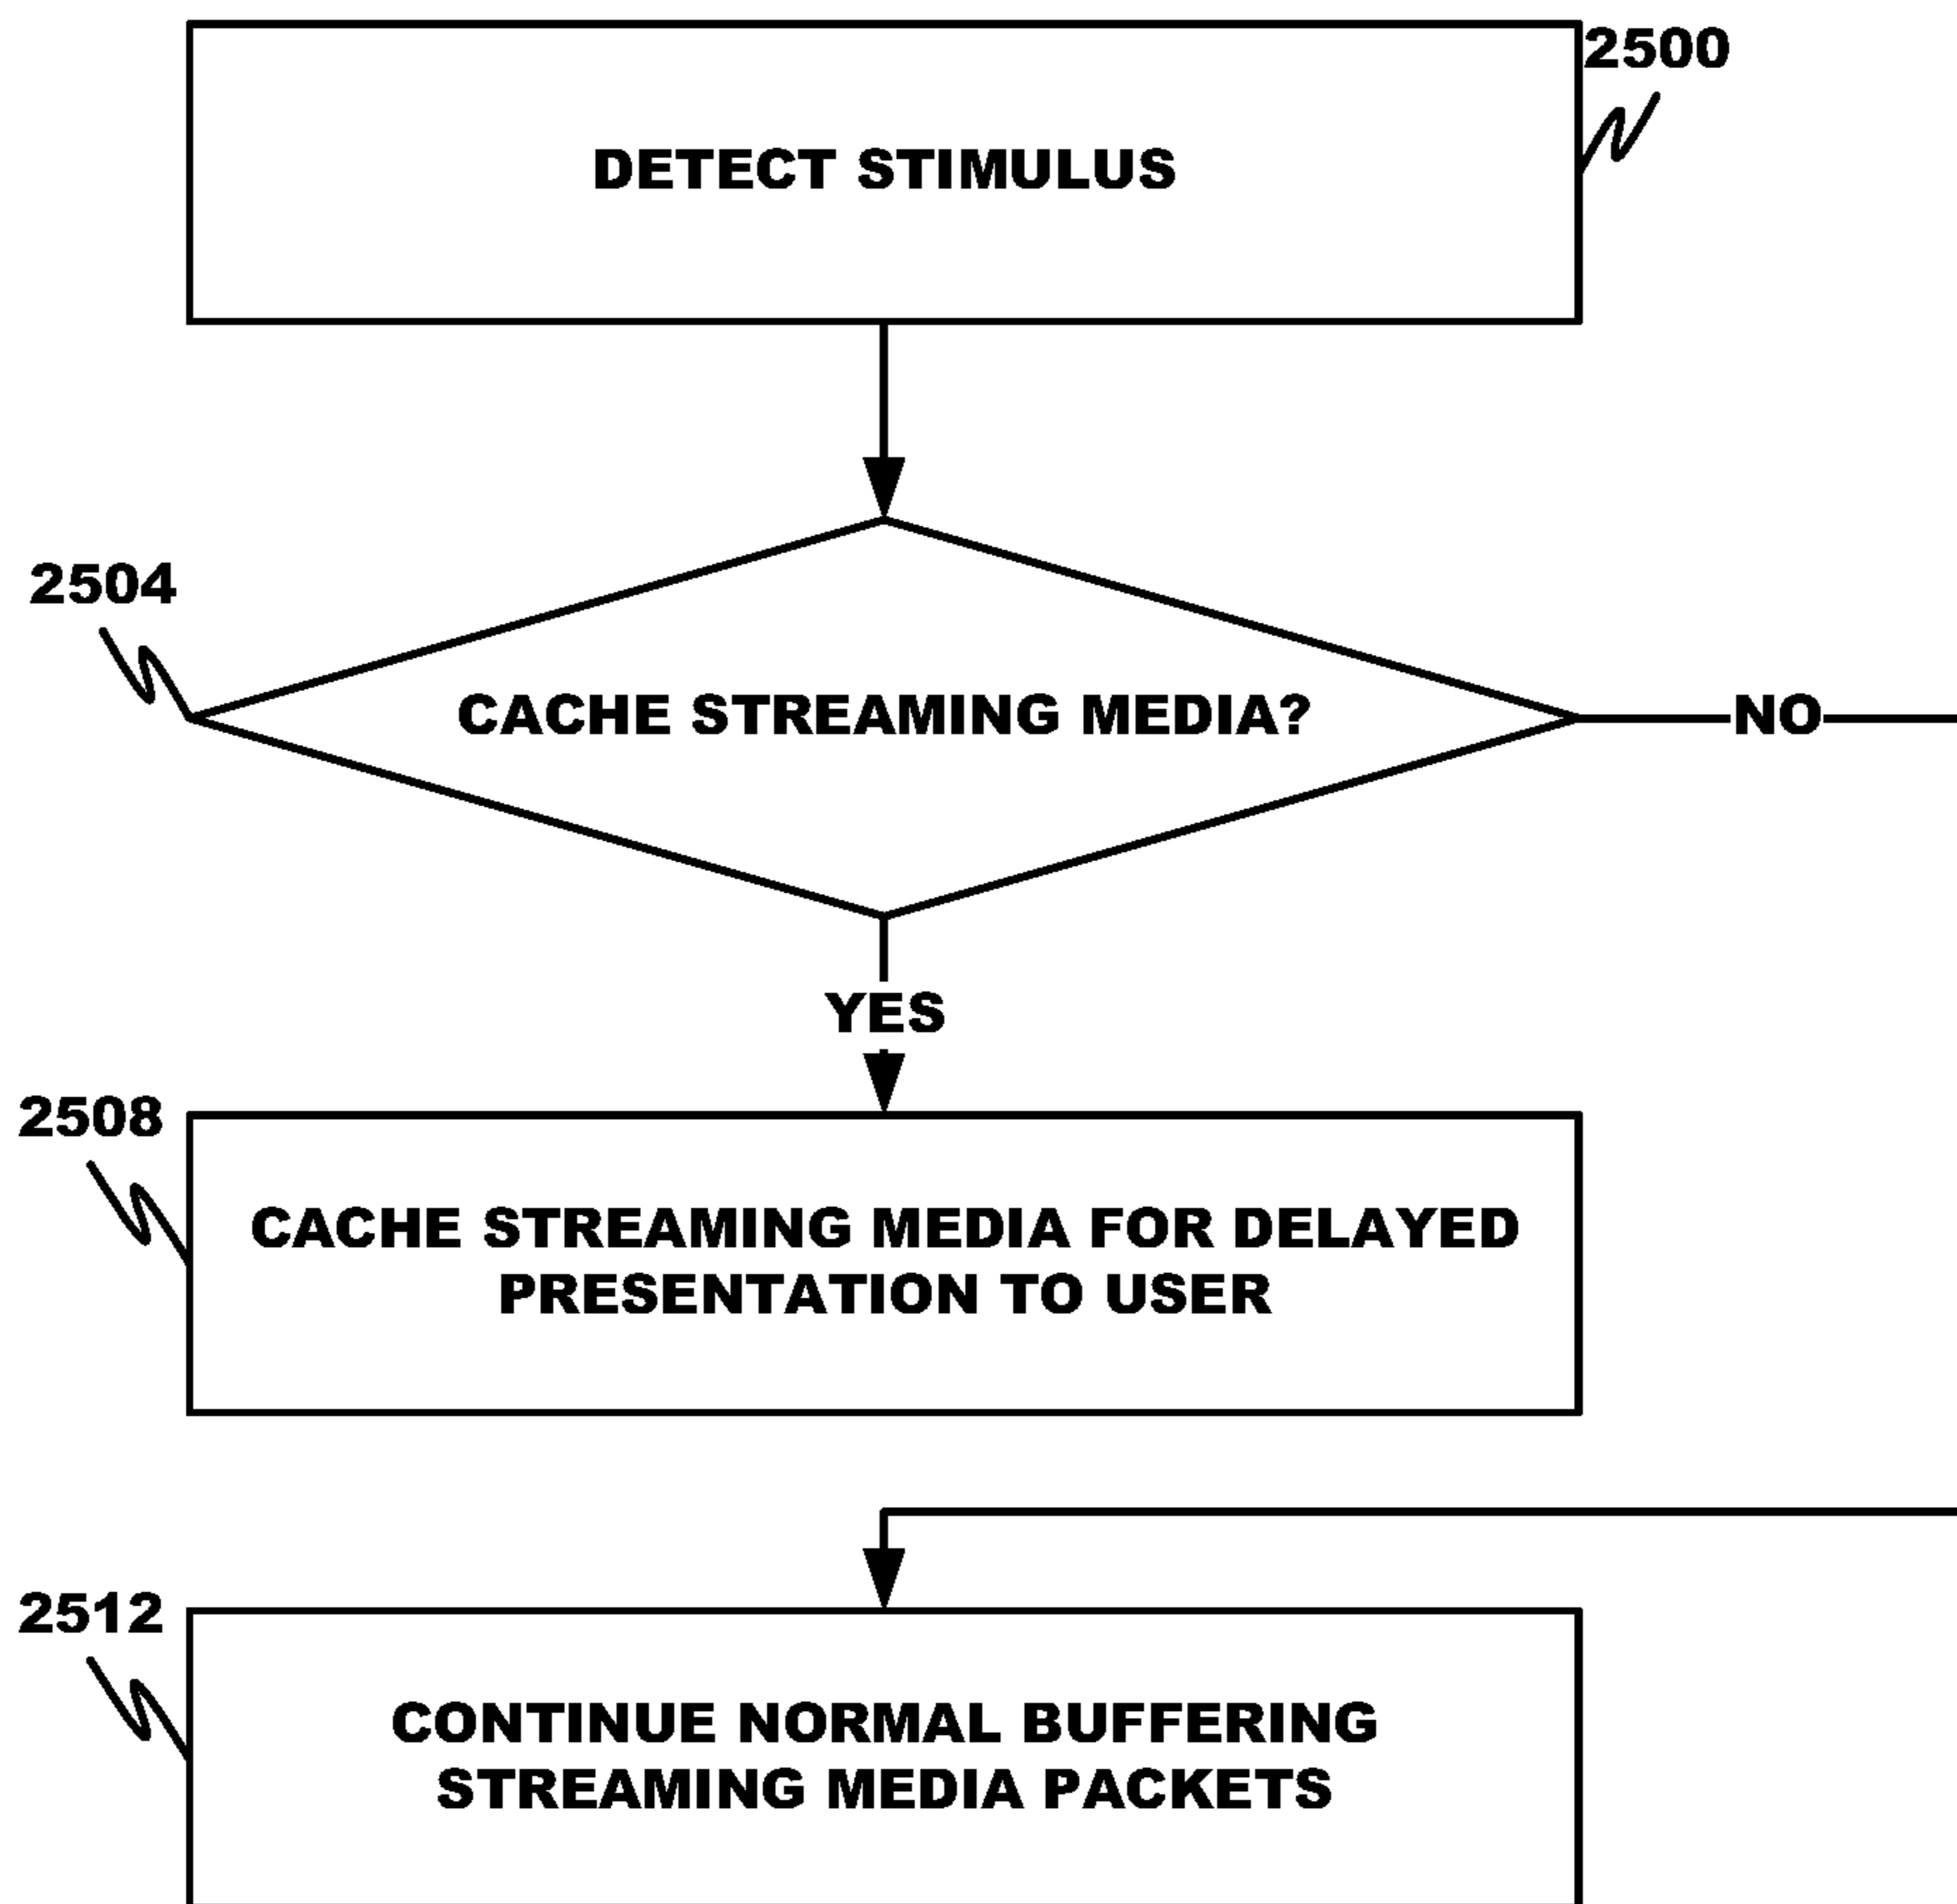 2500
DETECT STIMULUS
2504
CACHE STREAMING MEDIA?
NO
YES
2508
CACHE STREAMING MEDIA FOR DELAYED
PRESENTATION TO USER
2512
CONTINUE NORMAL BUFFERING
STREAMING MEDIA PACKETS